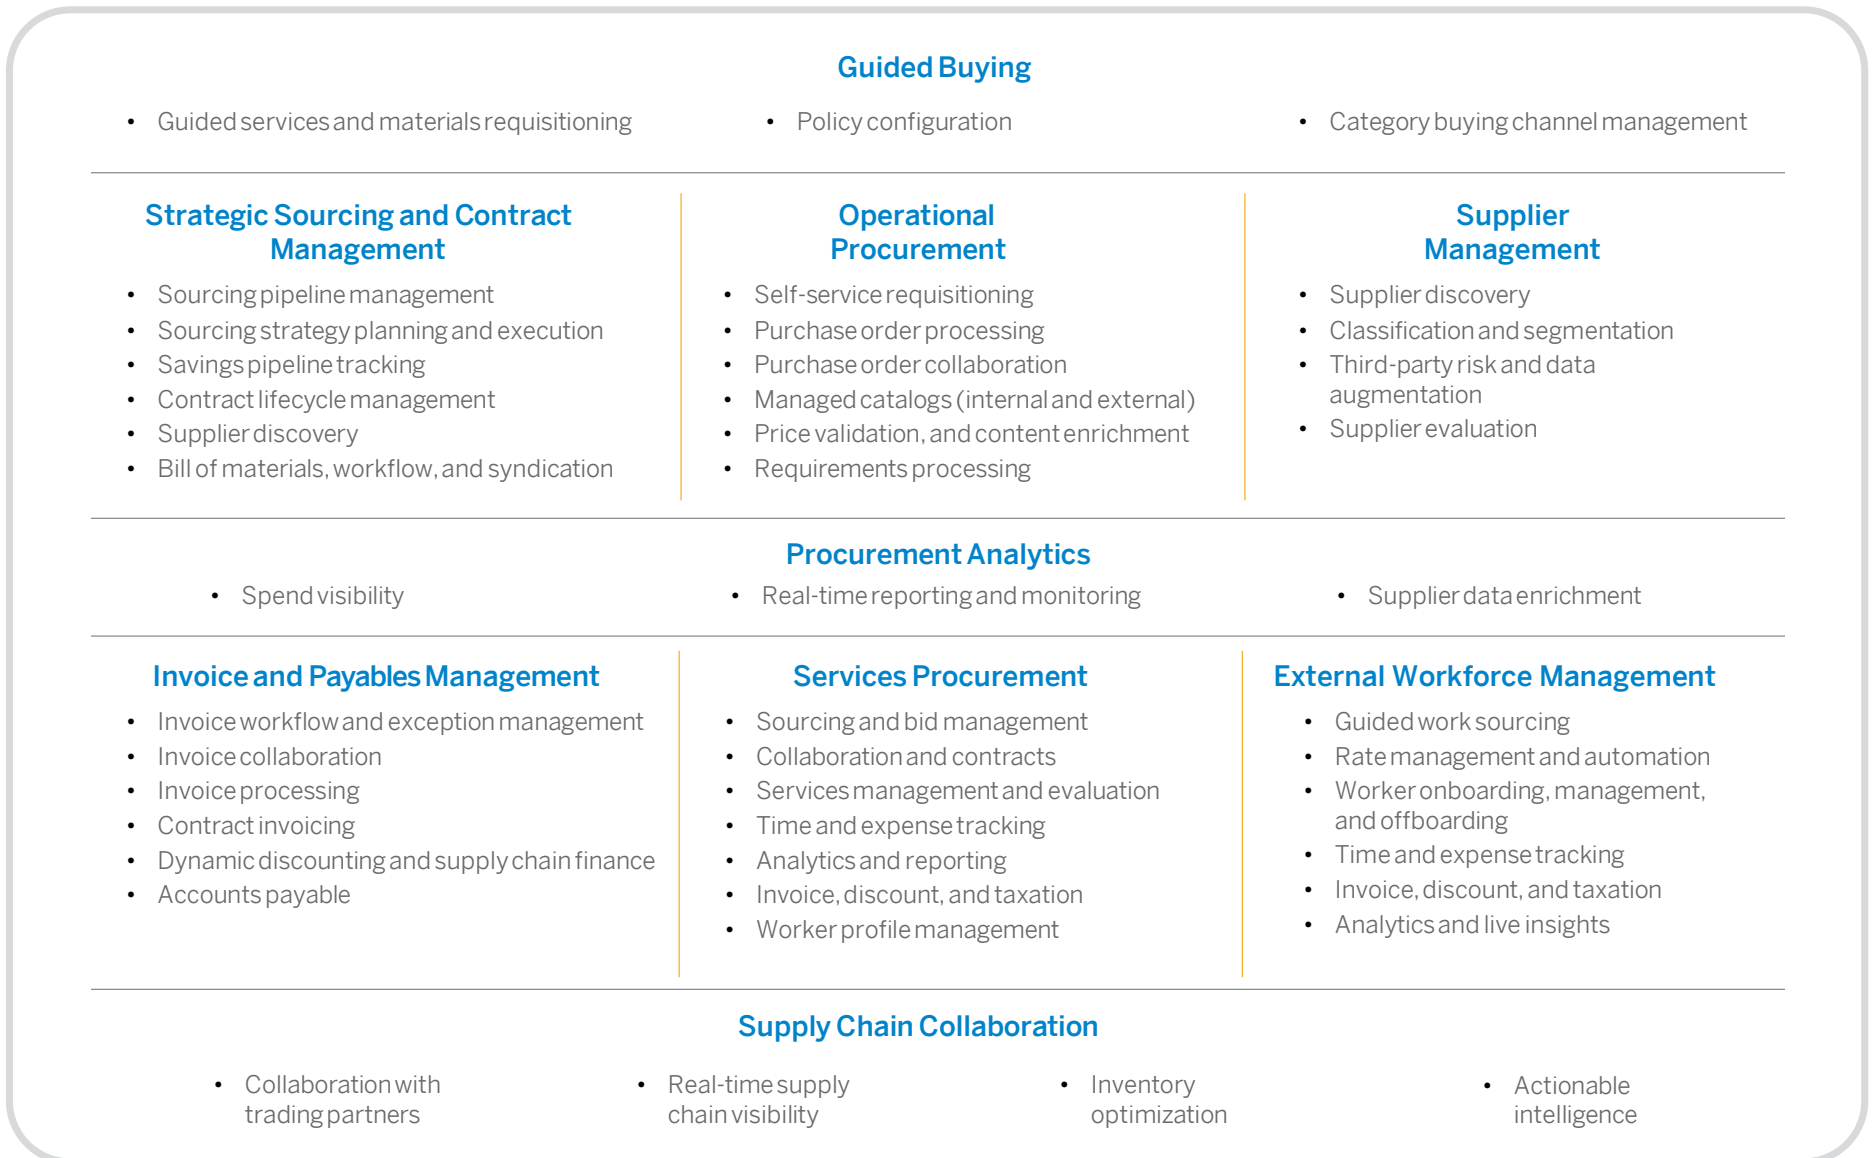 Guided Buying
• Guided services and materials requisitioning
• Policy configuration
• Category buying channel management
Strategic Sourcing and Contract
Management
• Sourcing pipeline management
• Sourcing strategy planning and execution
• Savings pipeline tracking
• Contract lifecycle management
• Supplier discovery
• Bill of materials, workflow, and syndication
Operational
Procurement
• Self-service requisitioning
• Purchase order processing
• Purchase order collaboration
• Managed catalogs (internal and external)
• Price validation, and content enrichment
• Requirements processing
Supplier
Management
• Supplier discovery
• Classification and segmentation
• Third-party risk and data
augmentation
• Supplier evaluation
Procurement Analytics
• Spend visibility
• Real-time reporting and monitoring
• Supplier data enrichment
Invoice and Payables Management
• Invoice workflow and exception management
• Invoice collaboration
• Invoice processing
• Contract invoicing
• Dynamic discounting and supply chain finance
• Accounts payable
Services Procurement
• Sourcing and bid management
• Collaboration and contracts
• Services management and evaluation
• Time and expense tracking
• Analytics and reporting
• Invoice, discount, and taxation
• Worker profile management
External Workforce Management
• Guided work sourcing
• Rate management and automation
• Worker onboarding, management,
and offboarding
• Time and expense tracking
• Invoice, discount, and taxation
• Analytics and live insights
Supply Chain Collaboration
• Collaboration with
trading partners
• Real-time supply
chain visibility
• Inventory
optimization
• Actionable
intelligence